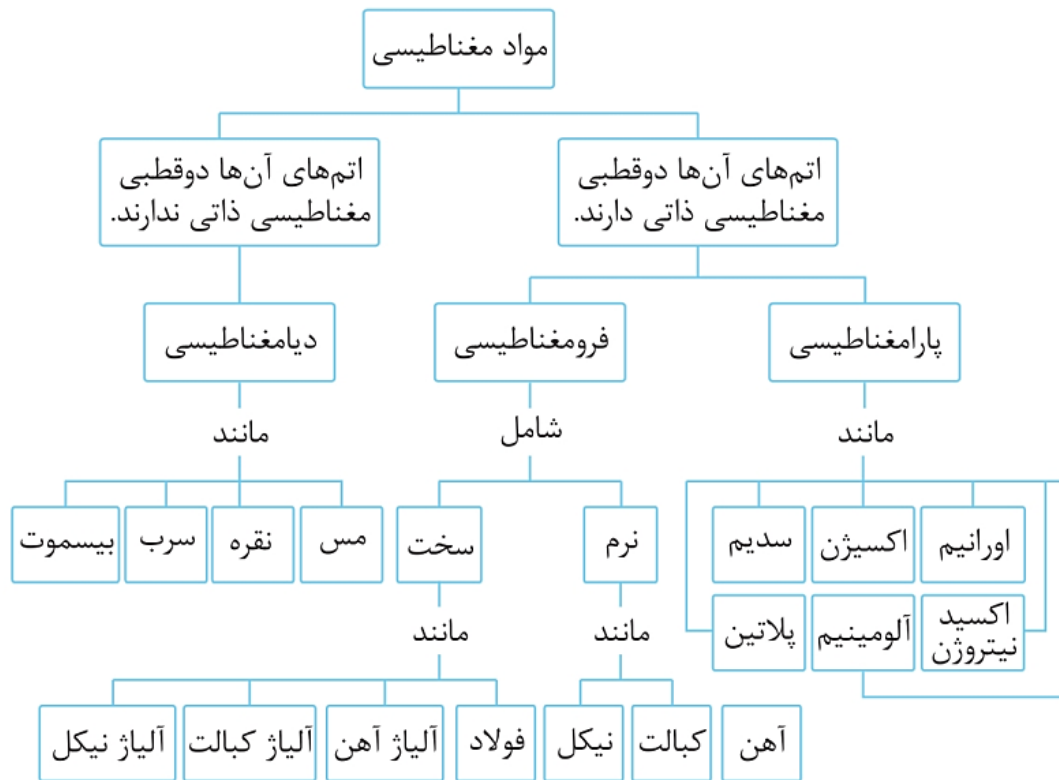 مواد مغناطیسی
اتم‌های آن‌ها دوقطبی
مغناطیسی ذاتی دارند.
اتم‌های آن‌ها دوقطبی
مغناطیسی ذاتی ندارند.
پارامغناطیسی
فرومغناطیسی
دیامغناطیسی
مانند
شامل
مانند
اورانیم
اکسیژن
سدیم
نرم
سخت
مس
نقره
سرب
بیسموت
اکسید
نیتروژن
آلومینیم
پلاتین
مانند
مانند
آهن
کبالت
نیکل
فولاد
آلیاژ آهن
آلیاژ کبالت
آلیاژ نیکل